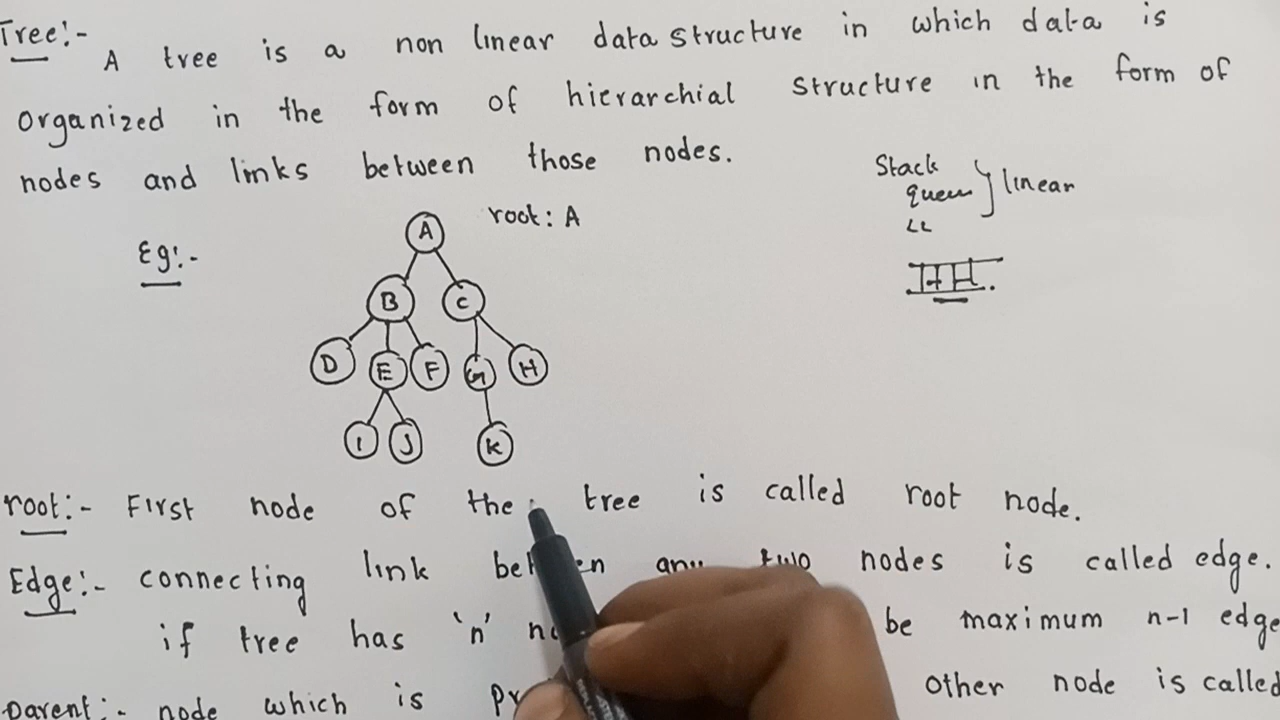 Tree:-
A tree is a non linear data structure in which data is
organized in the form of hierarchial structure in the form of
nodes and links between those nodes.
Stack
queue
LL
} linear
Eg:-
root: A
A
B C
D E F G H
I J K
root:- First node of the tree is called root node.
Edge:- connecting link any two nodes is called edge.
if tree has 'n' be maximum n-1 edge
parent:- node which is other node is called